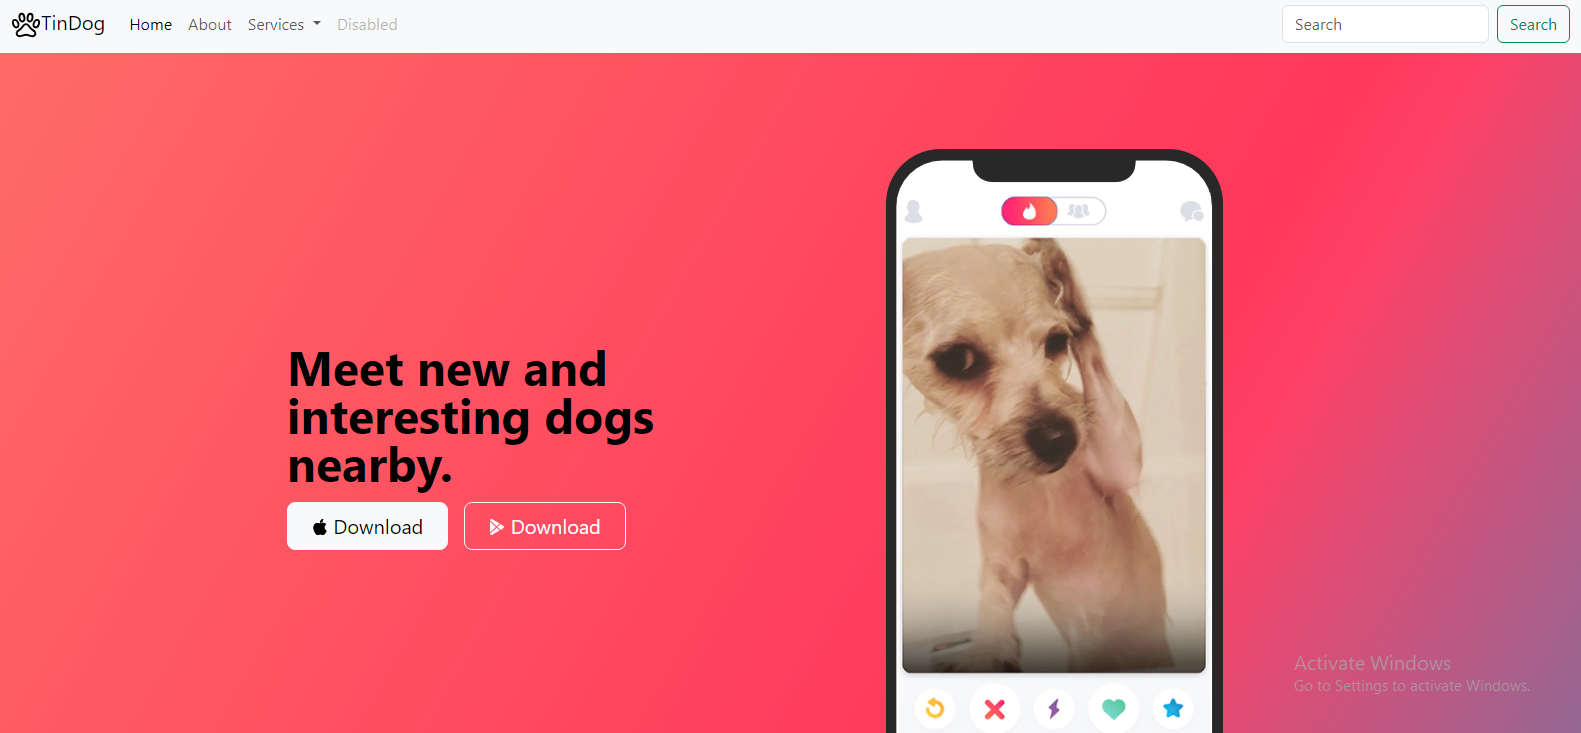 TinDog Home About Services Disabled Search Search
Meet new and
interesting dogs
nearby.
Download Download
Activate Windows
Go to Settings to activate Windows.